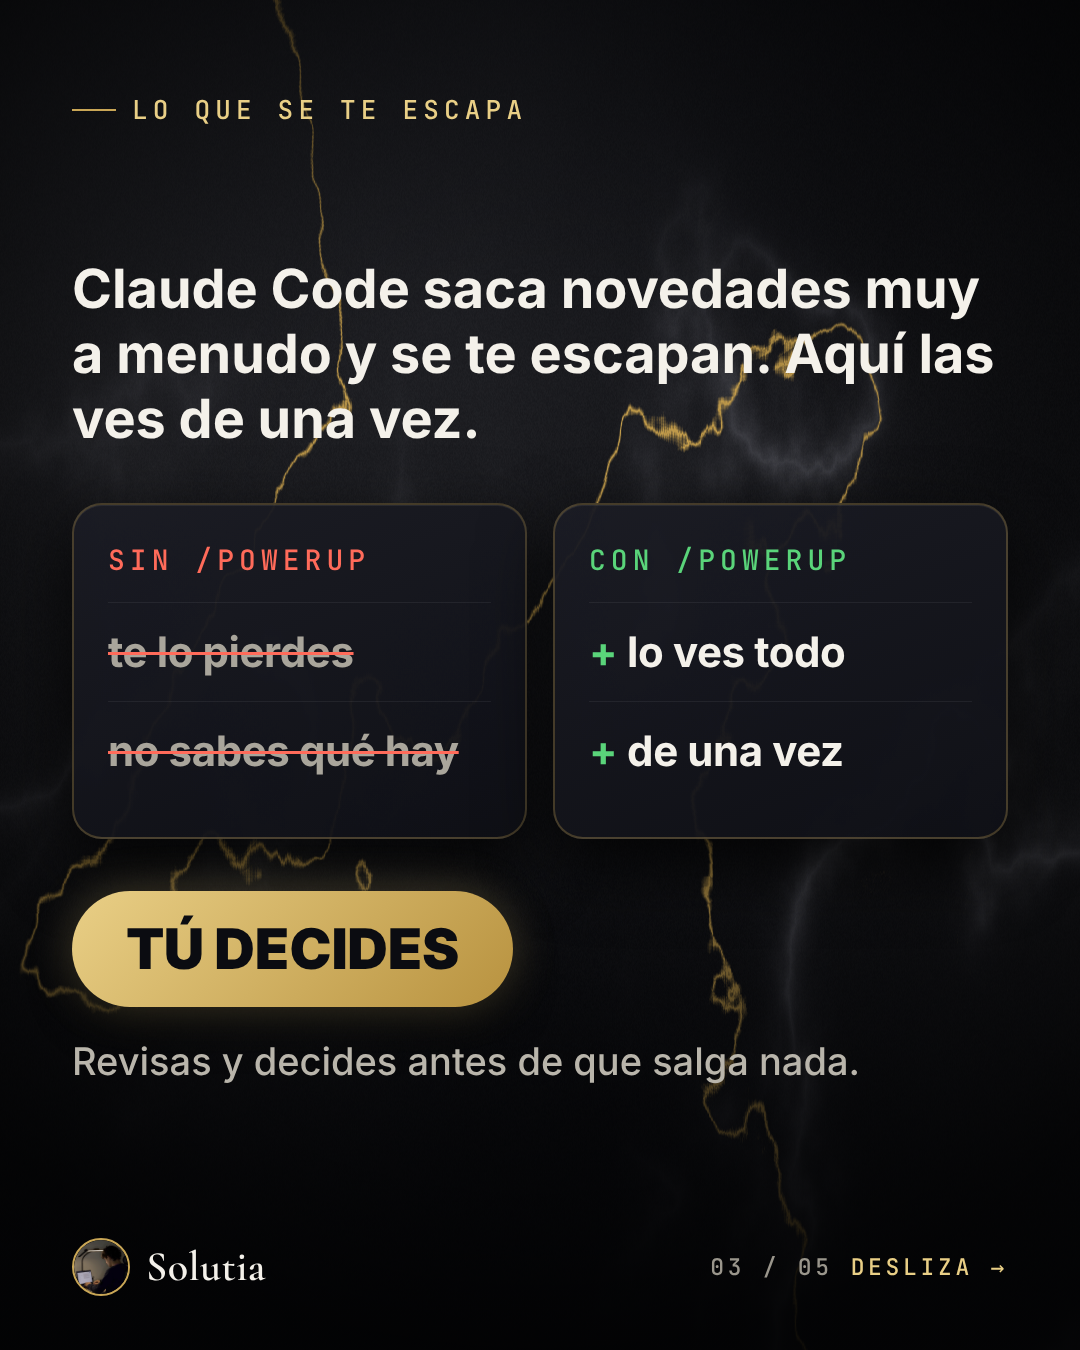 LO QUE SE TE ESCAPA
Claude Code saca novedades muy
a menudo y se te escapan. Aquí las
ves de una vez.
SIN /POWERUP
te lo pierdes
no sabes qué hay
CON /POWERUP
+ lo ves todo
+ de una vez
TÚ DECIDES
Revisas y decides antes de que salga nada.
Solutia
03 / 05 DESLIZA →